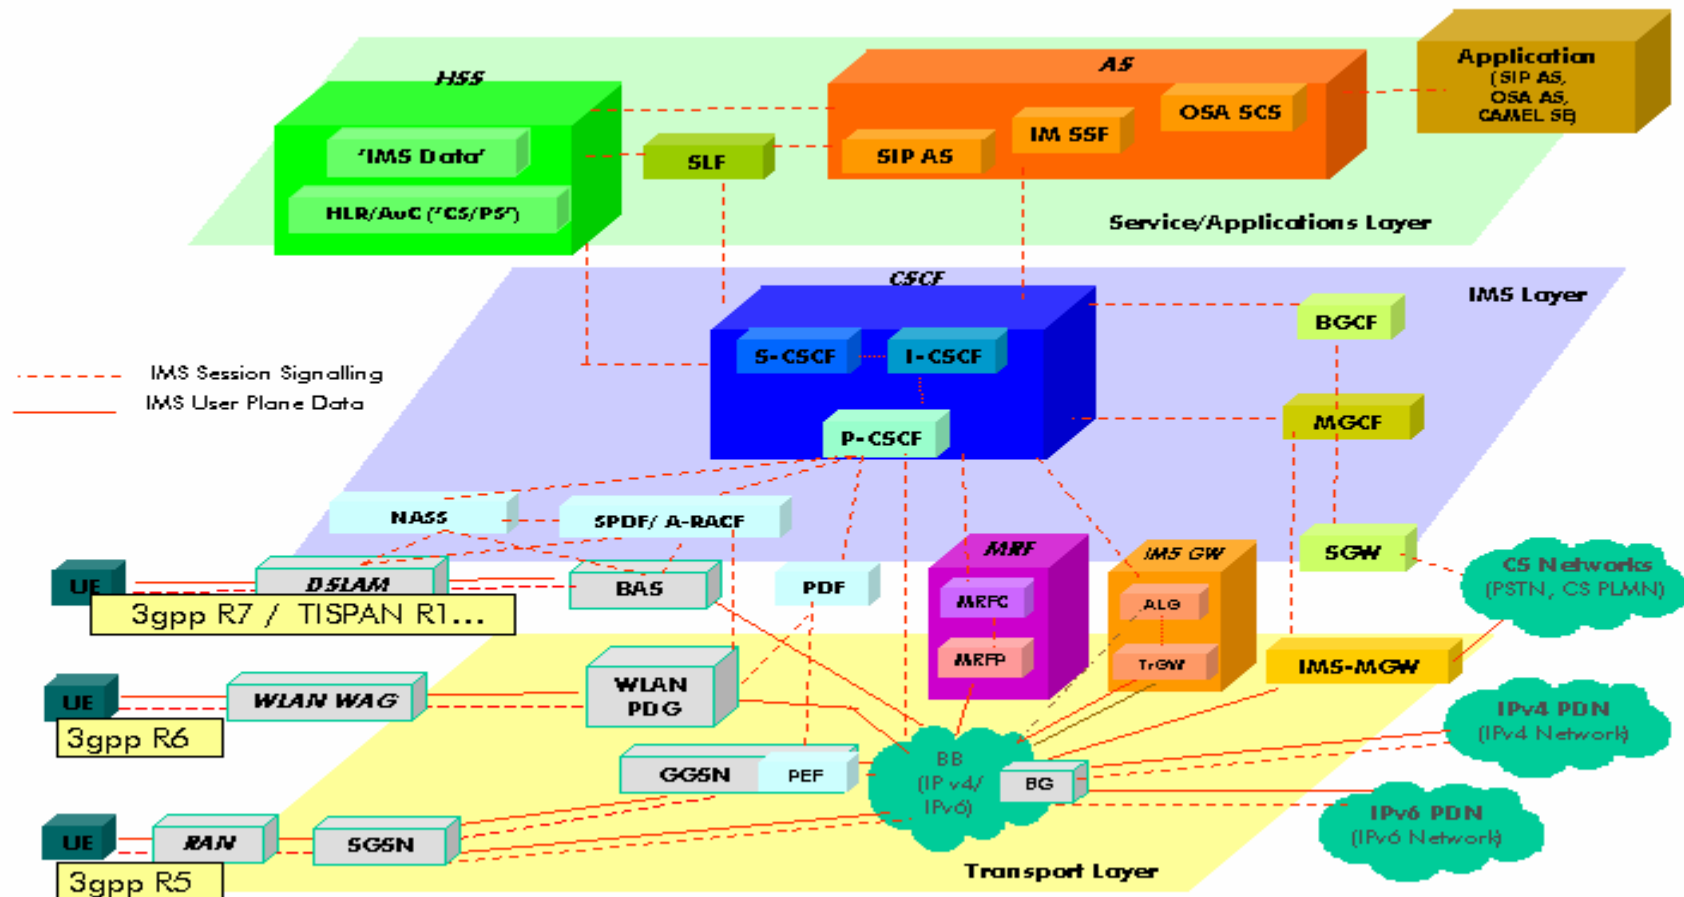 HSS
AS
Application
(SIP AS,
OSA AS,
CAMEL SE)
'IMS Data'
SLF
SIP AS
IM SSF
OSA SCS
HLR/AuC ('CS/PS')
Service/Applications Layer
CSCF
IMS Layer
S-CSCF
I-CSCF
BGCF
IMS Session Signalling
IMS User Plane Data
P-CSCF
MGCF
NASS
SPDF/ A-RACF
MRF
IMS GW
SGW
CS Networks
(PSTN, CS PLMN)
UE
DSLAM
BAS
PDF
MRFC
ALG
3gpp R7 / TISPAN R1...
MRFP
TrGW
IMS-MGW
UE
WLAN WAG
WLAN
PDG
3gpp R6
IPv4 PDN
(IPv4 Network)
GGSN
PEF
BB
(IP v4/
IPv6)
BG
IPv6 PDN
(IPv6 Network)
UE
RAN
SGSN
3gpp R5
Transport Layer